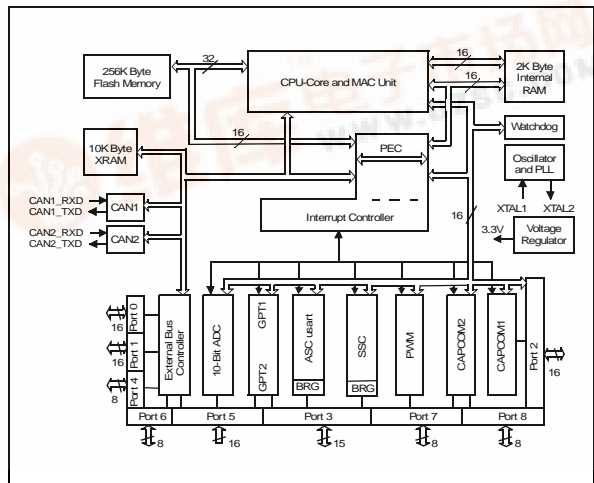 32
16
256K Byte
Flash Memory
CPU-Core and MAC Unit
2K Byte
Internal
RAM
16
16
Watchdog
10K Byte
XRAM
PEC
Oscillator
and PLL
CAN1_RXD
CAN1_TXD
CAN1
XTAL1
XTAL2
CAN2_RXD
CAN2_TXD
CAN2
Interrupt Controller
16
3.3V
Voltage
Regulator
Port 0
16
Port 1
16
Port 4
8
External Bus
Controller
10-Bit ADC
GPT1
GPT2
ASC usart
BRG
SSC
BRG
PWM
CAPCOM2
CAPCOM1
Port 2
16
Port 6
Port 5
Port 3
Port 7
Port 8
8
16
15
8
8